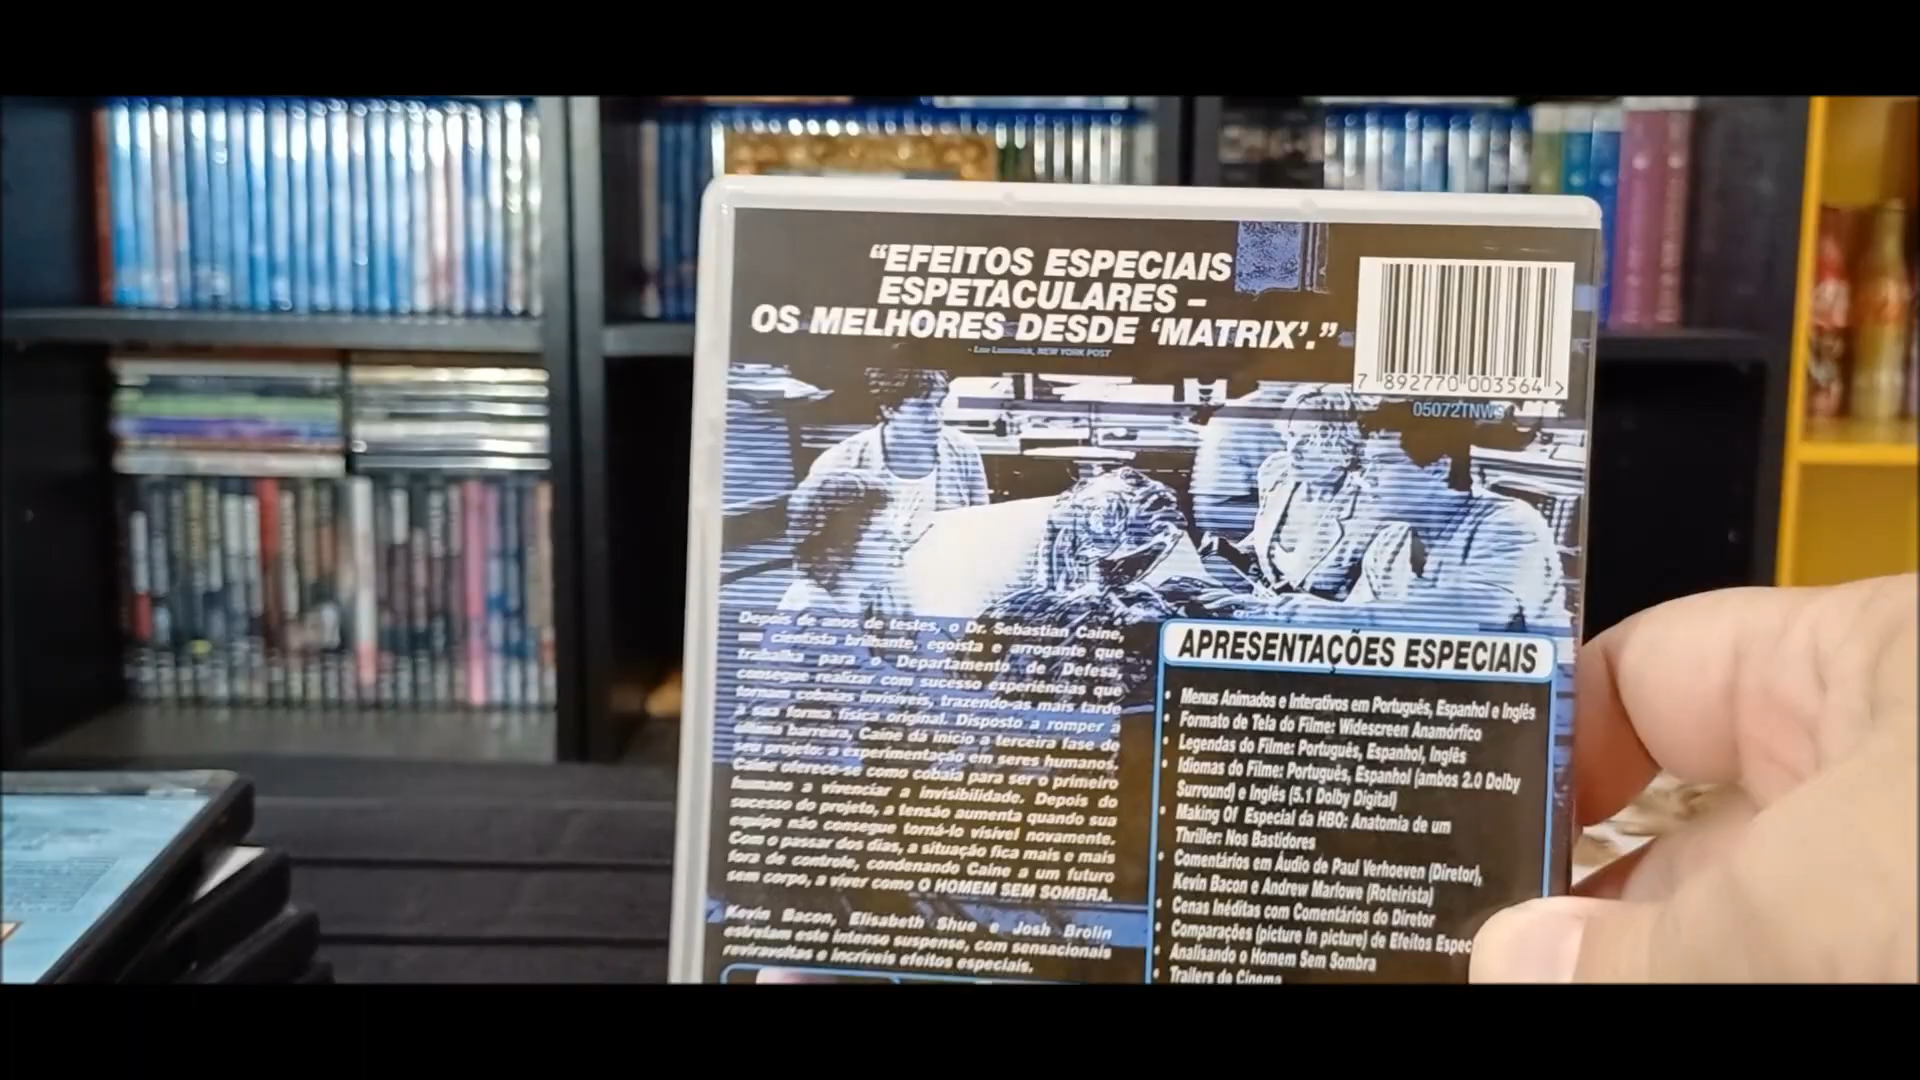 “EFEITOS ESPECIAIS
ESPETACULARES –
OS MELHORES DESDE ‘MATRIX’.”
- Lou Lumenick, NEW YORK POST
7 892770 003564 >
05072TNW9
Depois de anos de testes, o Dr. Sebastian Caine,
um cientista brilhante, egoísta e arrogante que
trabalha para o Departamento de Defesa,
consegue realizar com sucesso experiências que
tornam cobaias invisíveis, trazendo-as mais tarde
à sua forma física original. Disposto a romper a
última barreira, Caine dá início a terceira fase de
seu projeto: a experimentação em seres humanos.
Caine oferece-se como cobaia para ser o primeiro
humano a vivenciar a invisibilidade. Depois do
sucesso do projeto, a tensão aumenta quando sua
equipe não consegue torná-lo visível novamente.
Com o passar dos dias, a situação fica mais e mais
fora de controle, condenando Caine a um futuro
sem corpo, a viver como O HOMEM SEM SOMBRA.
Kevin Bacon, Elisabeth Shue e Josh Brolin
estrelam este intenso suspense, com sensacionais
reviravoltas e incríveis efeitos especiais.
APRESENTAÇÕES ESPECIAIS
• Menus Animados e Interativos em Português, Espanhol e Inglês
• Formato de Tela do Filme: Widescreen Anamórfico
• Legendas do Filme: Português, Espanhol, Inglês
• Idiomas do Filme: Português, Espanhol (ambos 2.0 Dolby
Surround) e Inglês (5.1 Dolby Digital)
• Making Of Especial da HBO: Anatomia de um
Thriller: Nos Bastidores
• Comentários em Áudio de Paul Verhoeven (Diretor),
Kevin Bacon e Andrew Marlowe (Roteirista)
• Cenas Inéditas com Comentários do Diretor
• Comparações (picture in picture) de Efeitos Espec
• Analisando o Homem Sem Sombra
• Trailers de Cinema